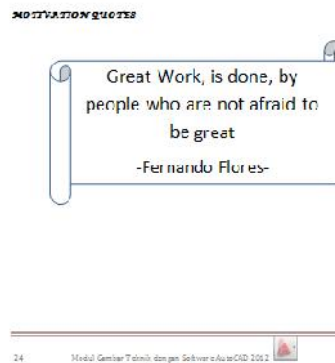 MOTIVATION QUOTES
Great Work, is done, by
people who are not afraid to
be great
-Fernando Flores-
24 Modul Gambar Teknik dengan Software AutoCAD 2012